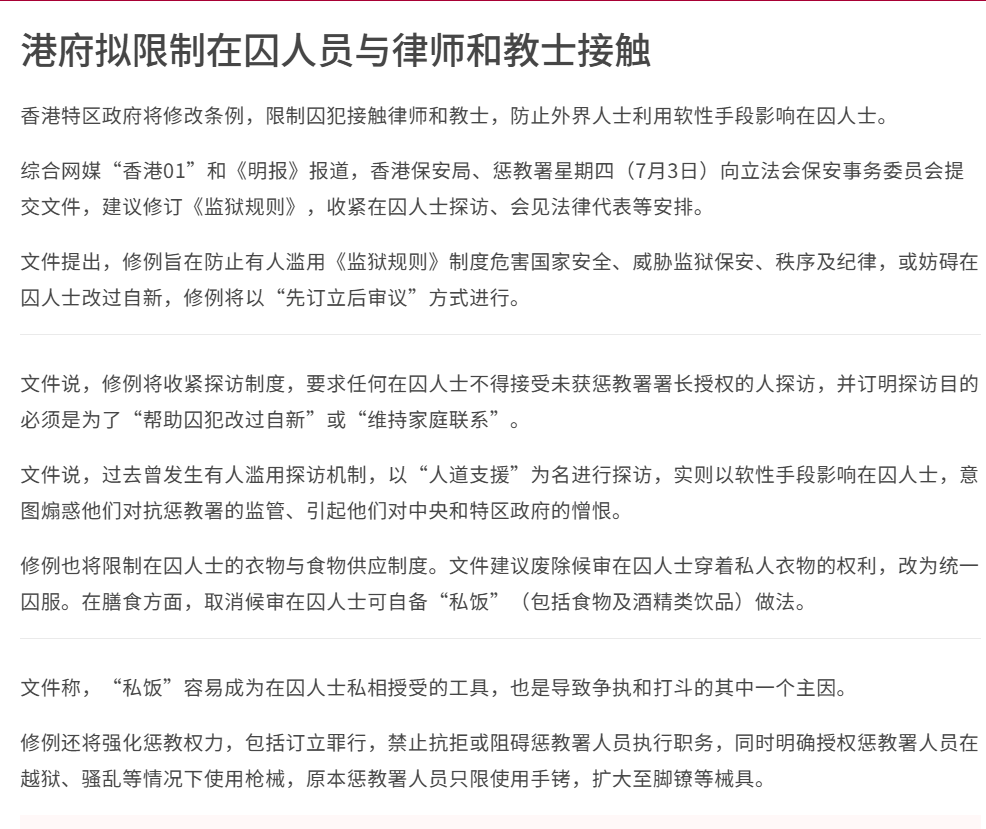 港府拟限制在囚人员与律师和教士接触
香港特区政府将修改条例，限制囚犯接触律师和教士，防止外界人士利用软性手段影响在囚人士。
综合网媒“香港01”和《明报》报道，香港保安局、惩教署星期四（7月3日）向立法会保安事务委员会提
交文件，建议修订《监狱规则》，收紧在囚人士探访、会见法律代表等安排。
文件提出，修例旨在防止有人滥用《监狱规则》制度危害国家安全、威胁监狱保安、秩序及纪律，或妨碍在
囚人士改过自新，修例将以“先订立后审议”方式进行。
文件说，修例将收紧探访制度，要求任何在囚人士不得接受未获惩教署署长授权的人探访，并订明探访目的
必须是为了“帮助囚犯改过自新”或“维持家庭联系”。
文件说，过去曾发生有人滥用探访机制，以“人道支援”为名进行探访，实则以软性手段影响在囚人士，意
图煽惑他们对抗惩教署的监管、引起他们对中央和特区政府的憎恨。
修例也将限制在囚人士的衣物与食物供应制度。文件建议废除候审在囚人士穿着私人衣物的权利，改为统一
囚服。在膳食方面，取消候审在囚人士可自备“私饭”（包括食物及酒精类饮品）做法。
文件称，“私饭”容易成为在囚人士私相授受的工具，也是导致争执和打斗的其中一个主因。
修例还将强化惩教权力，包括订立罪行，禁止抗拒或阻碍惩教署人员执行职务，同时明确授权惩教署人员在
越狱、骚乱等情况下使用枪械，原本惩教署人员只限使用手铐，扩大至脚镣等械具。